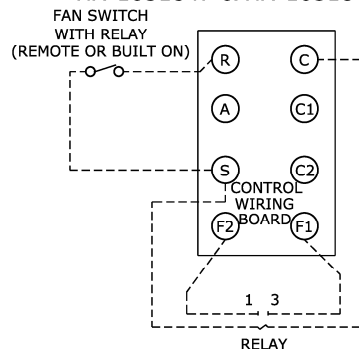 FAN SWITCH
WITH RELAY
(REMOTE OR BUILT ON)
R
C
A
C1
S
C2
CONTROL
WIRING
BOARD
F2
F1
1 3
RELAY